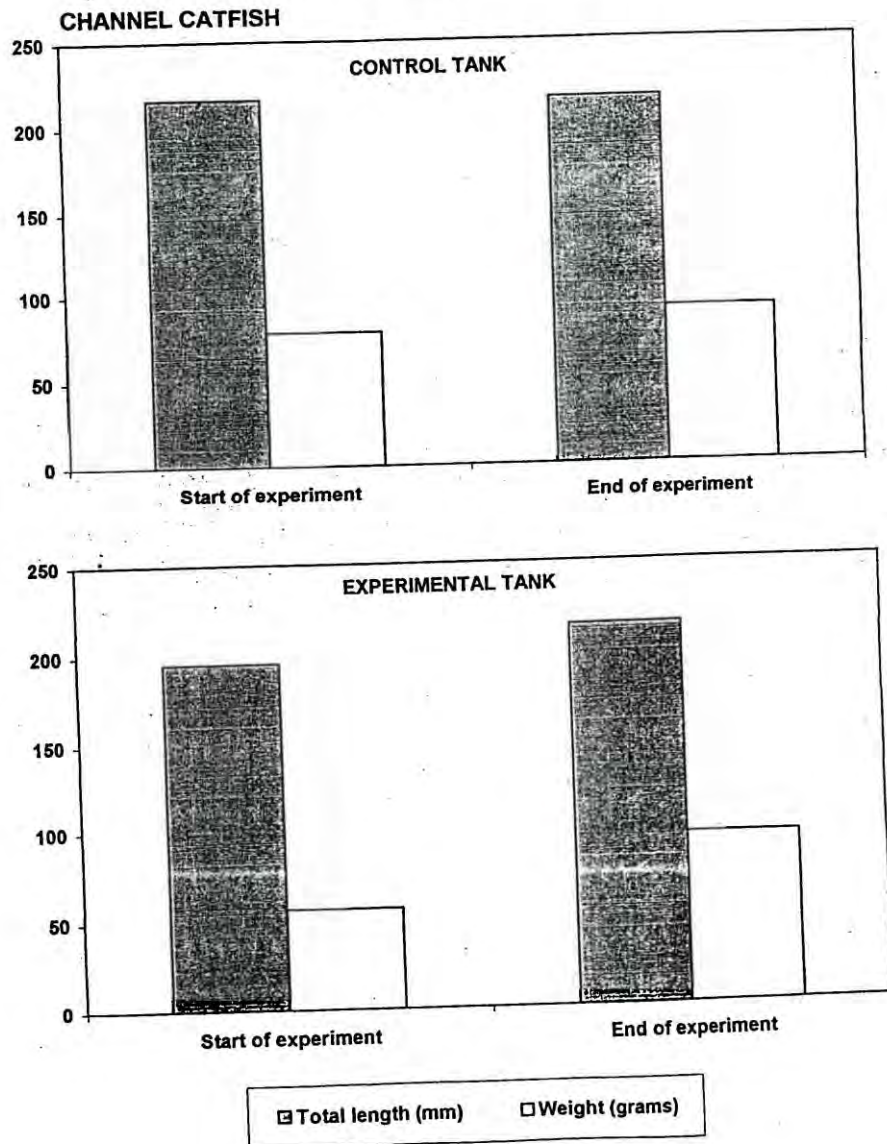 CHANNEL CATFISH
250
CONTROL TANK
200
150
100
50
0
Start of experiment End of experiment
250
EXPERIMENTAL TANK
200
150
100
50
0
Start of experiment End of experiment
Total length (mm) Weight (grams)